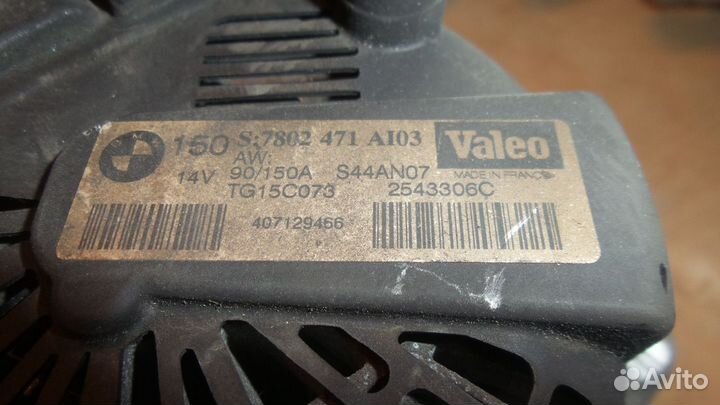 150 S:7802 471 AI03 Valeo
AW:
14V 90/150A S44AN07 MADE IN FRANCE
TG15C073 2543306C
407129466
Avito